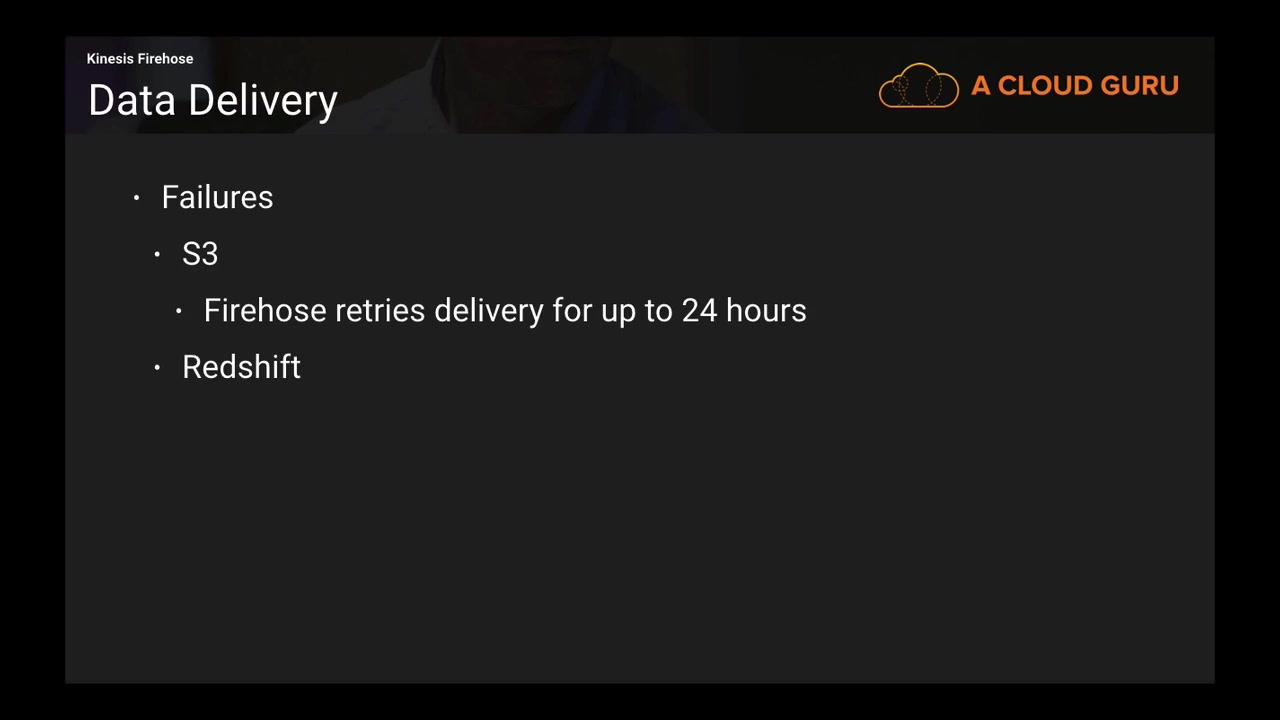 Kinesis Firehose
Data Delivery
A CLOUD GURU
• Failures
• S3
• Firehose retries delivery for up to 24 hours
• Redshift